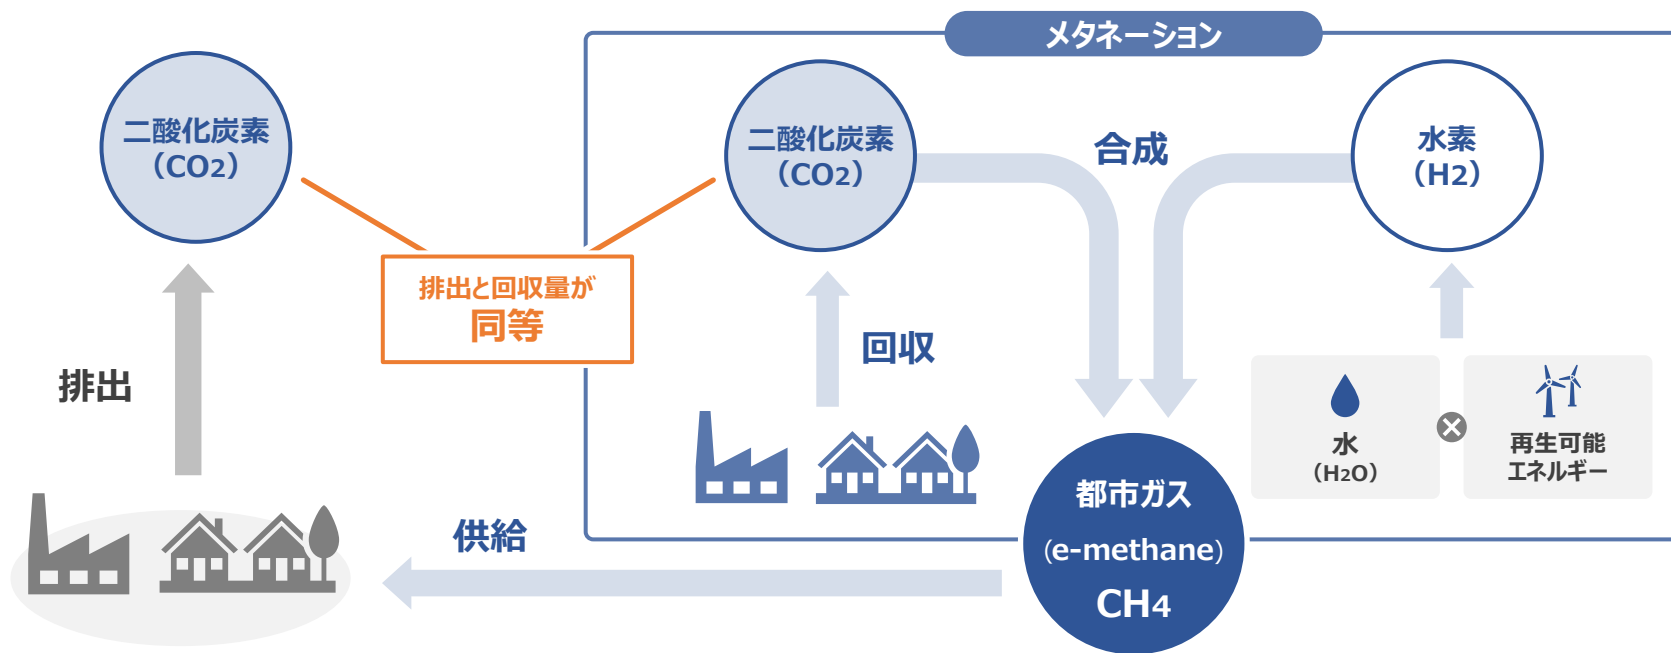 メタネーション
二酸化炭素
（CO2）
二酸化炭素
（CO2）
合成
水素
（H2）
排出と回収量が
同等
排出
回収
水
（H2O）
再生可能
エネルギー
供給
都市ガス
（e-methane）
CH4